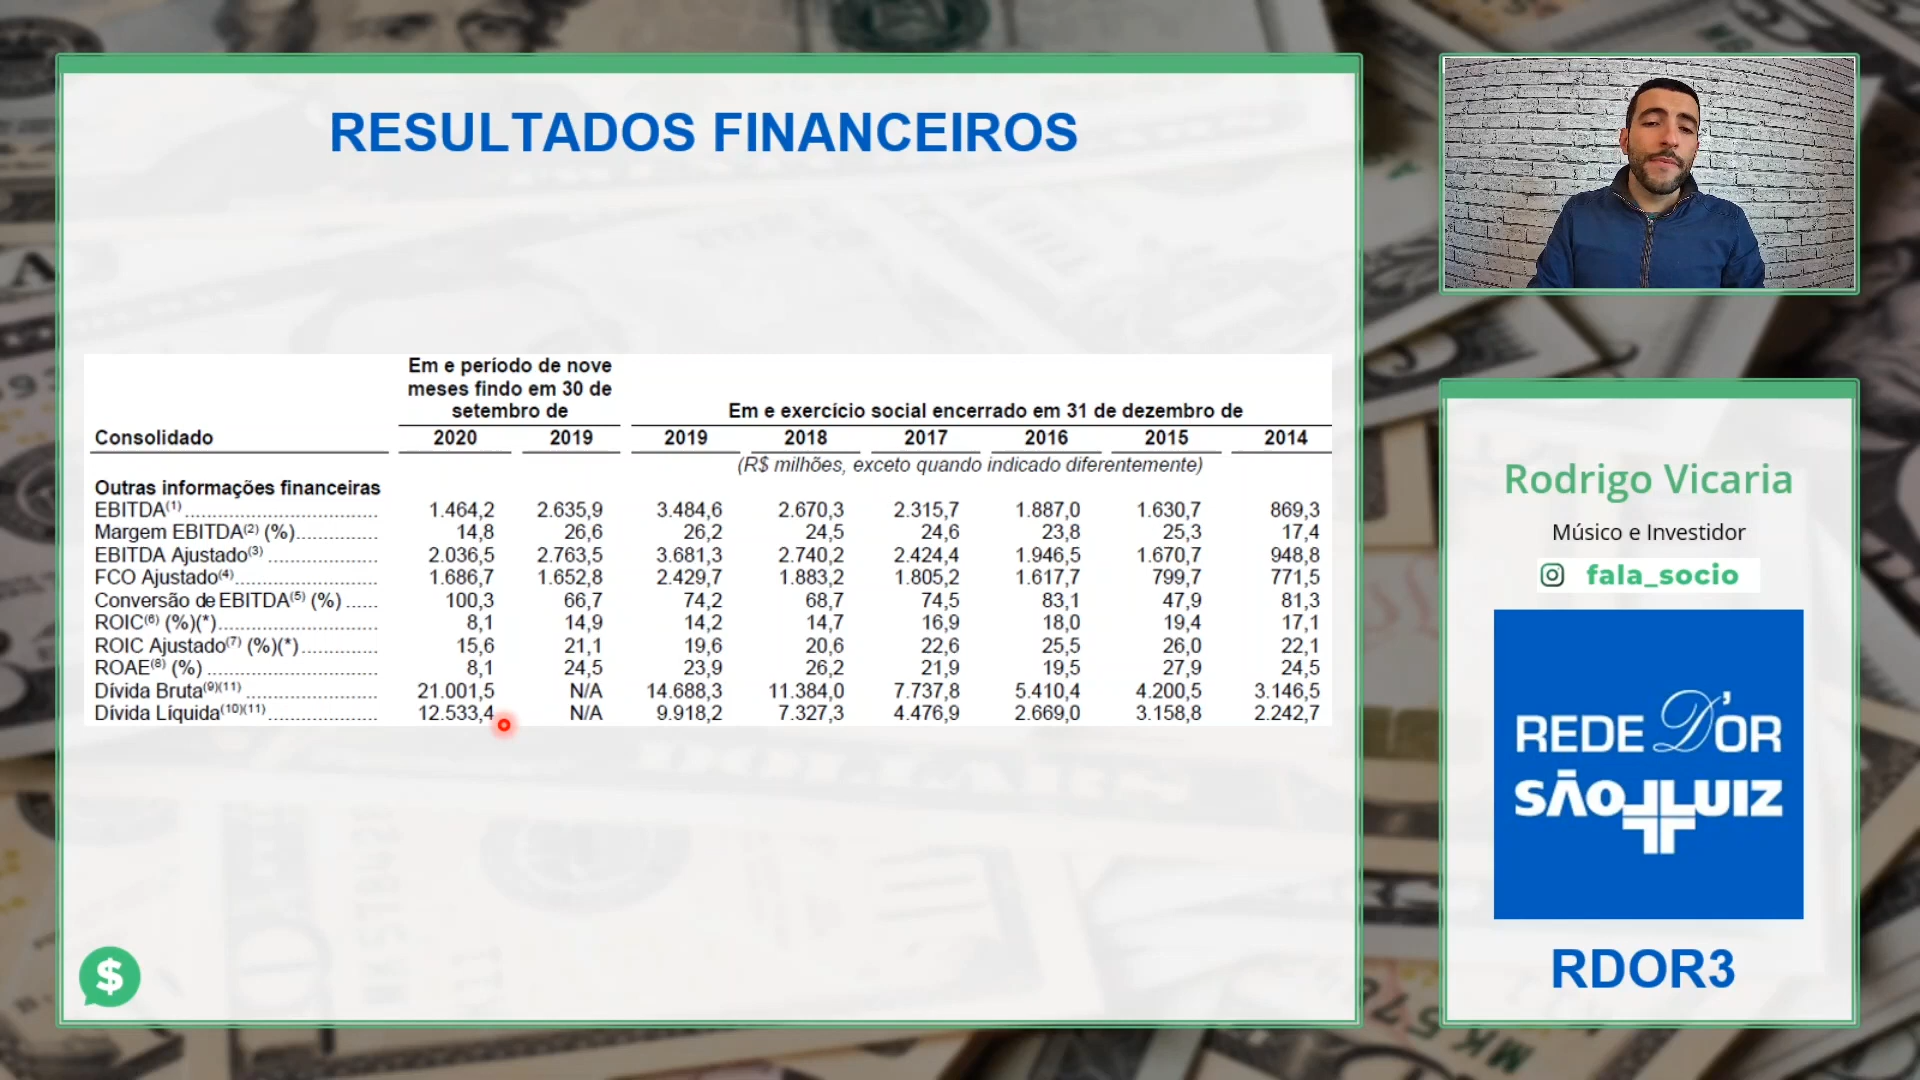 RESULTADOS FINANCEIROS
Em e período de nove
meses findo em 30 de
setembro de
Em e exercício social encerrado em 31 de dezembro de
Consolidado 2020 2019 2019 2018 2017 2016 2015 2014
(R$ milhões, exceto quando indicado diferentemente)
Outras informações financeiras
EBITDA(1) 1.464,2 2.635,9 3.484,6 2.670,3 2.315,7 1.887,0 1.630,7 869,3
Margem EBITDA(2) (%) 14,8 26,6 26,2 24,5 24,6 23,8 25,3 17,4
EBITDA Ajustado(3) 2.036,5 2.763,5 3.681,3 2.740,2 2.424,4 1.946,5 1.670,7 948,8
FCO Ajustado(4) 1.686,7 1.652,8 2.429,7 1.883,2 1.805,2 1.617,7 799,7 771,5
Conversão de EBITDA(5) (%) 100,3 66,7 74,2 68,7 74,5 83,1 47,9 81,3
ROIC(6) (%)(*) 8,1 14,9 14,2 14,7 16,9 18,0 19,4 17,1
ROIC Ajustado(7) (%)(*) 15,6 21,1 19,6 20,6 22,6 25,5 26,0 22,1
ROAE(8) (%) 8,1 24,5 23,9 26,2 21,9 19,5 27,9 24,5
Dívida Bruta(9)(11) 21.001,5 N/A 14.688,3 11.384,0 7.737,8 5.410,4 4.200,5 3.146,5
Dívida Líquida(10)(11) 12.533,4 N/A 9.918,2 7.327,3 4.476,9 2.669,0 3.158,8 2.242,7
$
Rodrigo Vicaria
Músico e Investidor
fala_socio
REDE D'OR
SÃO LUIZ
RDOR3